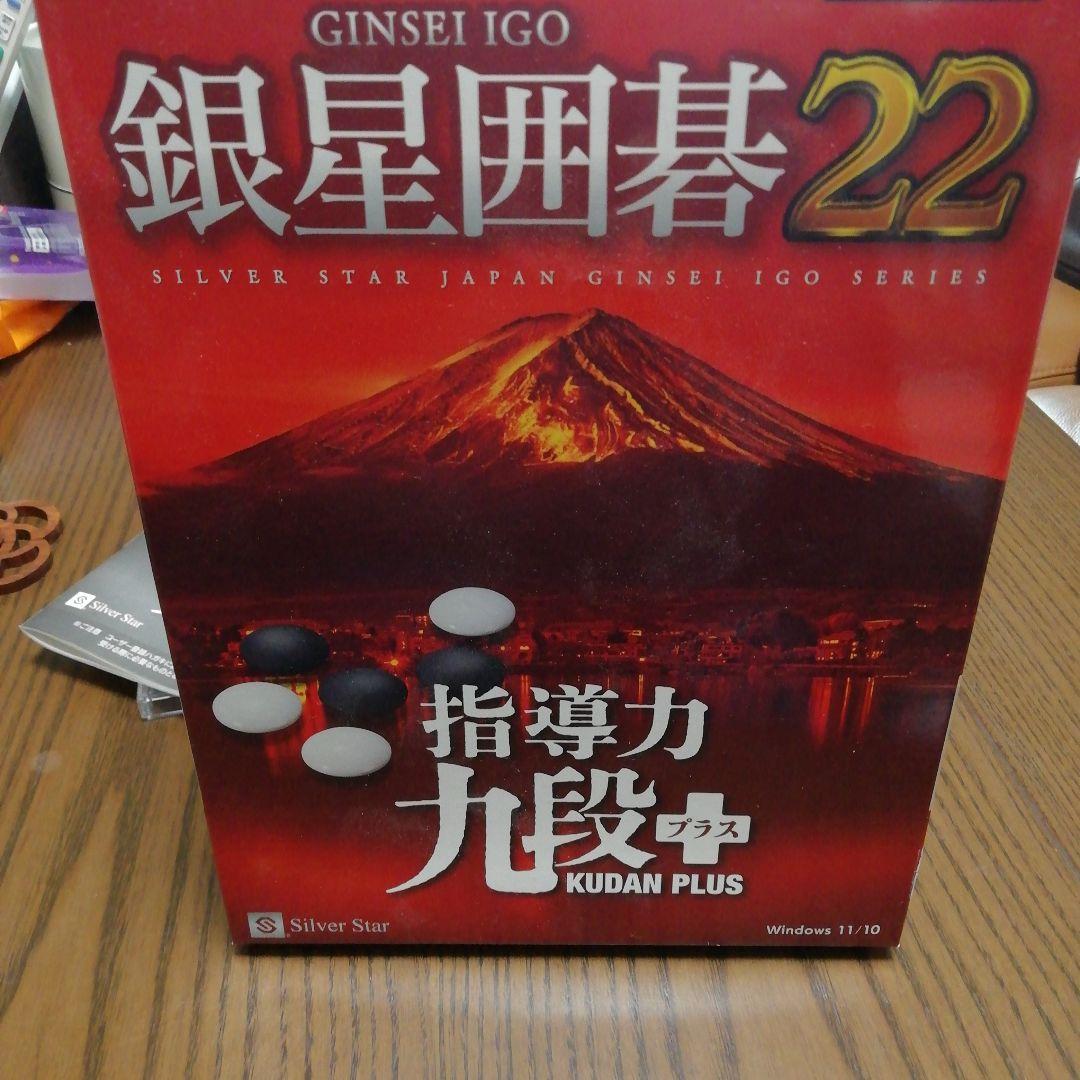 GINSEI IGO
銀星囲碁22
SILVER STAR JAPAN GINSEI IGO SERIES
Silver Star
指導力
九段
プラス
KUDAN PLUS
Silver Star
Windows 11/10